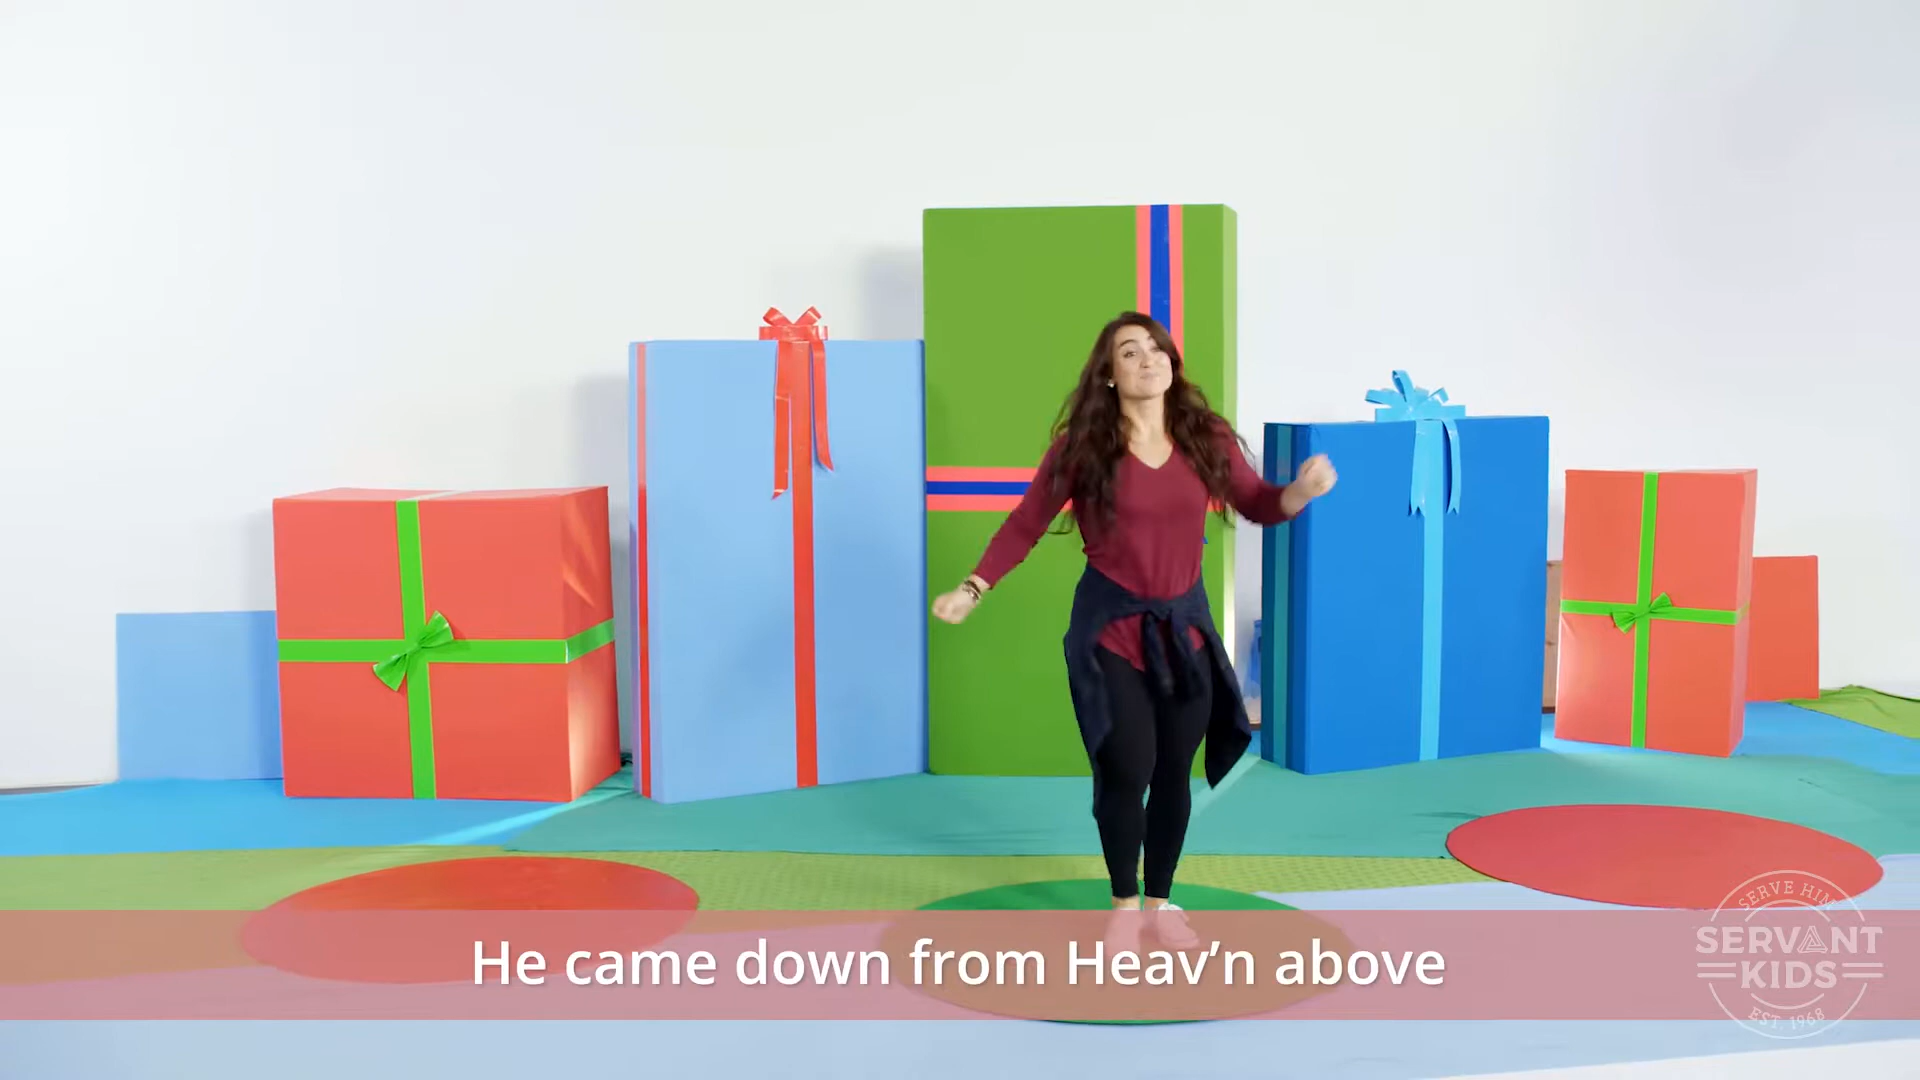 He came down from Heav’n above
SERVE HIM
SERVANT
KIDS
EST. 1968